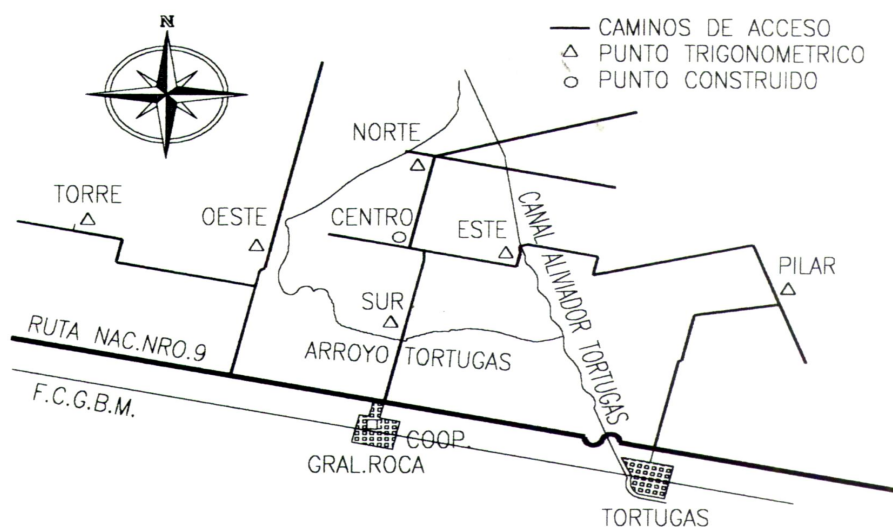 N
CAMINOS DE ACCESO
PUNTO TRIGONOMETRICO
PUNTO CONSTRUIDO
NORTE
TORRE
OESTE
CENTRO
ESTE
CANAL ALIVIADOR TORTUGAS
PILAR
SUR
RUTA NAC.NRO.9
ARROYO TORTUGAS
F.C.G.B.M.
COOP.
GRAL.ROCA
TORTUGAS